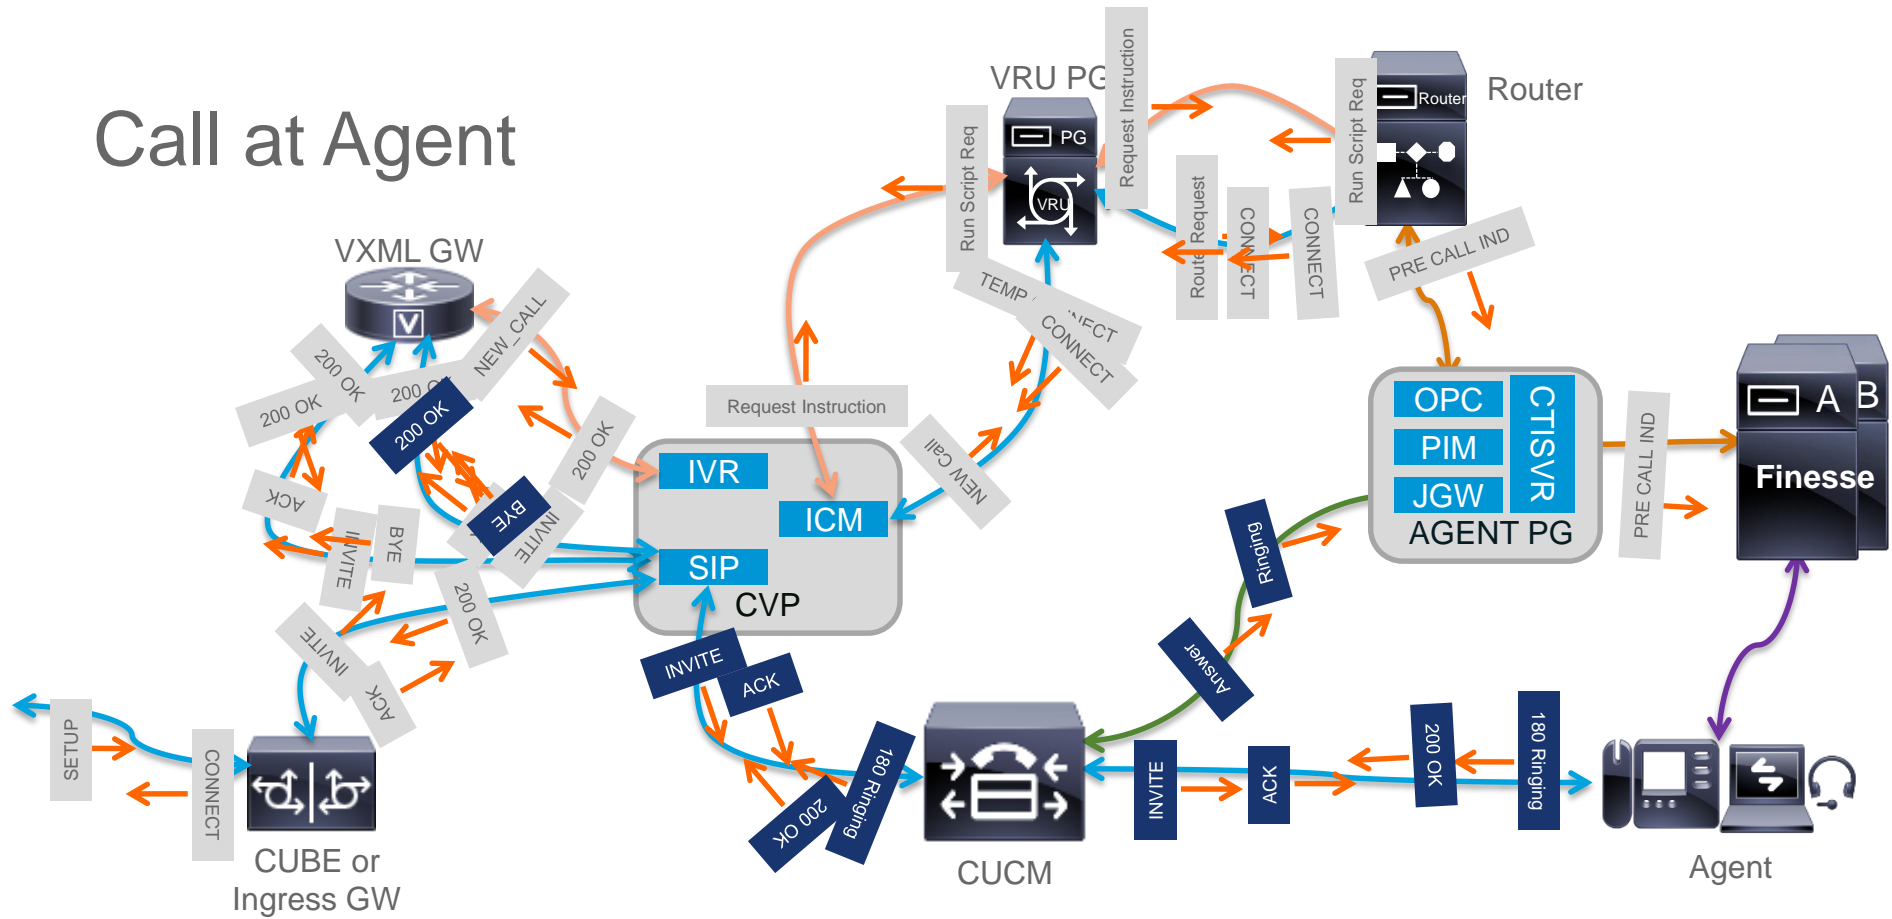 Call at Agent
VRU PG
Request Instruction
Run Script Req
Router
Router
PG
VRU
Run Script Req
Route Request
CONNECT
CONNECT
PRE CALL IND
VXML GW
V
NEW_CALL
200 OK
200 OK
200 OK
200 OK
200 OK
TEMP
NECT
CONNECT
Request Instruction
NEW Call
IVR
ICM
SIP
CVP
ACK
INVITE
BYE
BYE
INVITE
200 OK
INVITE
ACK
OPC
PIM
JGW
CTISVR
AGENT PG
PRE CALL IND
A
B
Finesse
Ringing
Answer
INVITE
ACK
SETUP
CONNECT
CUBE or
Ingress GW
200 OK
180 Ringing
CUCM
INVITE
ACK
200 OK
180 Ringing
Agent